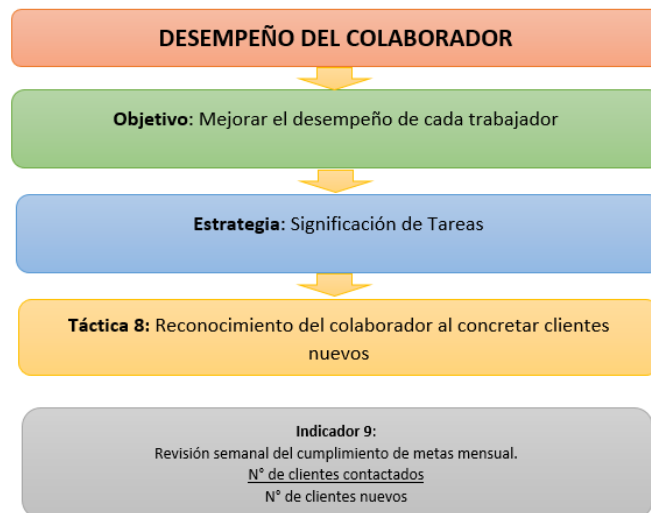 DESEMPEÑO DEL COLABORADOR
Objetivo: Mejorar el desempeño de cada trabajador
Estrategia: Significación de Tareas
Táctica 8: Reconocimiento del colaborador al concretar clientes
nuevos
Indicador 9:
Revisión semanal del cumplimiento de metas mensual.
N° de clientes contactados
N° de clientes nuevos